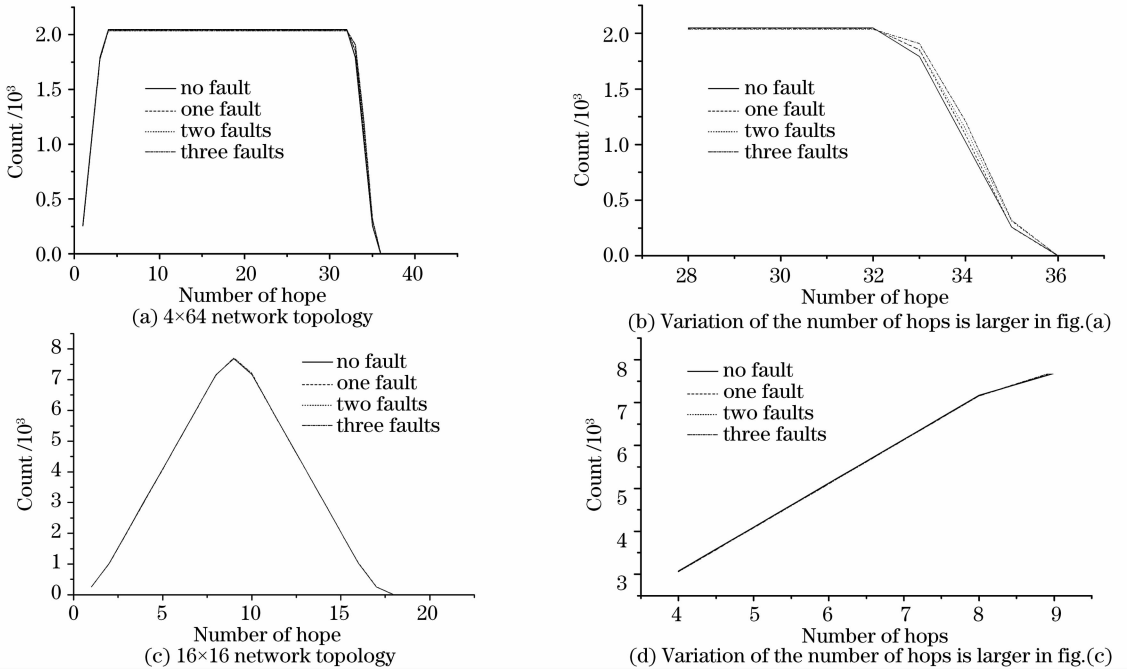 2.0
1.5
1.0
0.5
0.0
Count /10³
no fault
one fault
two faults
three faults
0 10 20 30 40
Number of hope
(a) 4×64 network topology
2.0
1.5
1.0
0.5
0.0
Count /10³
no fault
one fault
two faults
three faults
28 30 32 34 36
Number of hope
(b) Variation of the number of hops is larger in fig.(a)
8
7
6
5
4
3
2
1
0
Count /10³
no fault
one fault
two faults
three faults
0 5 10 15 20
Number of hope
(c) 16×16 network topology
8
7
6
5
4
3
Count /10³
no fault
one fault
two faults
three faults
4 5 6 7 8 9
Number of hops
(d) Variation of the number of hops is larger in fig.(c)